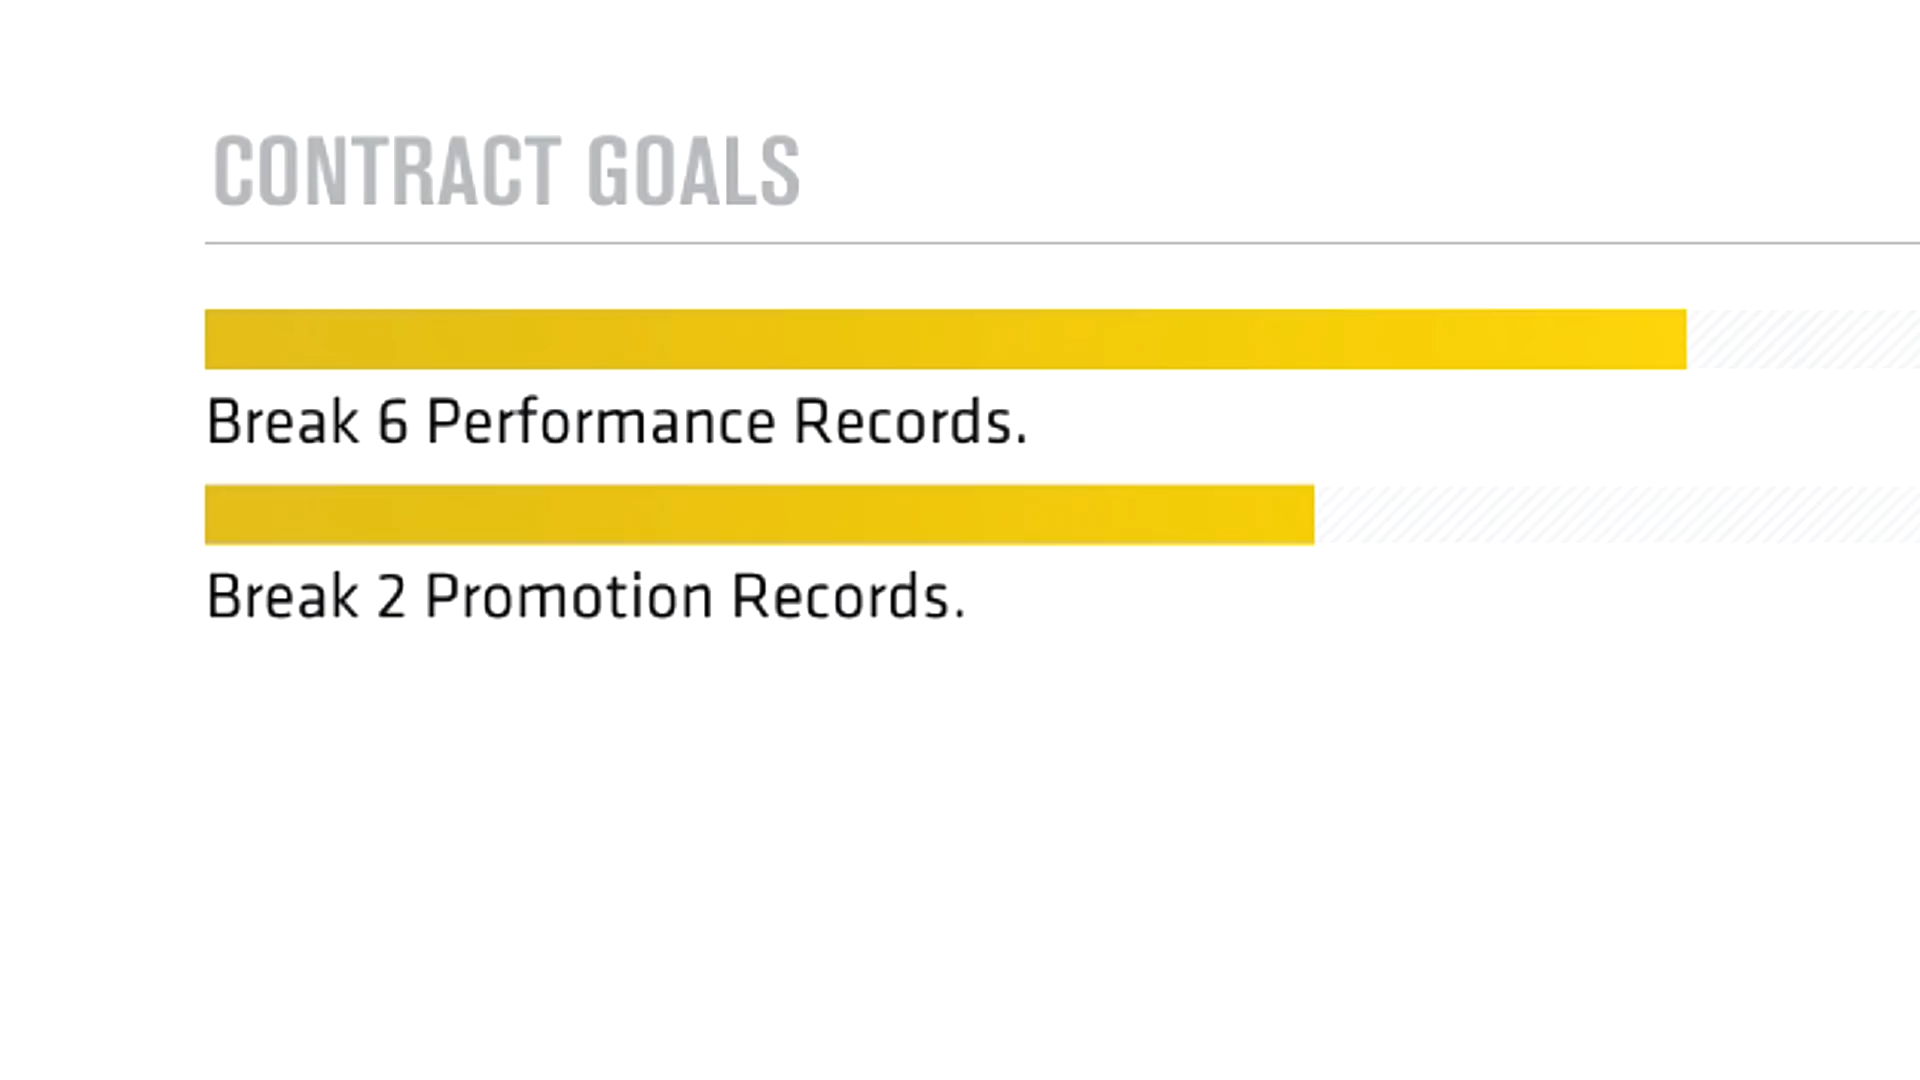 CONTRACT GOALS
Break 6 Performance Records.
Break 2 Promotion Records.